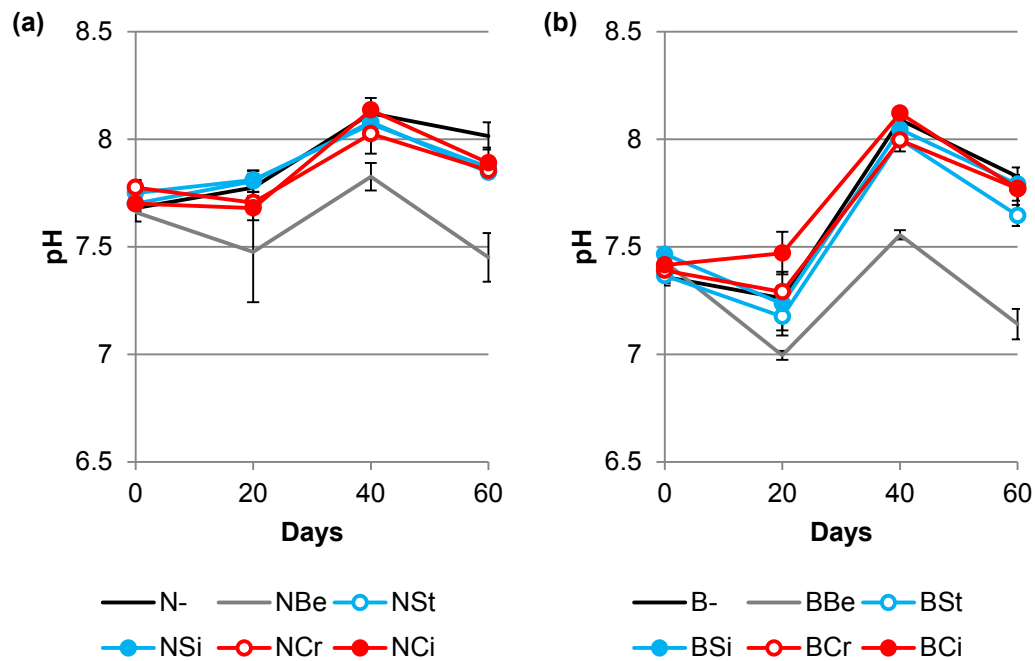 (a)
8.5
8
7.5
7
6.5
pH
0 20 40 60
Days
N- NBe NSt
NSi NCr NCi
(b)
8.5
8
7.5
7
6.5
pH
0 20 40 60
Days
B- BBe BSt
BSi BCr BCi